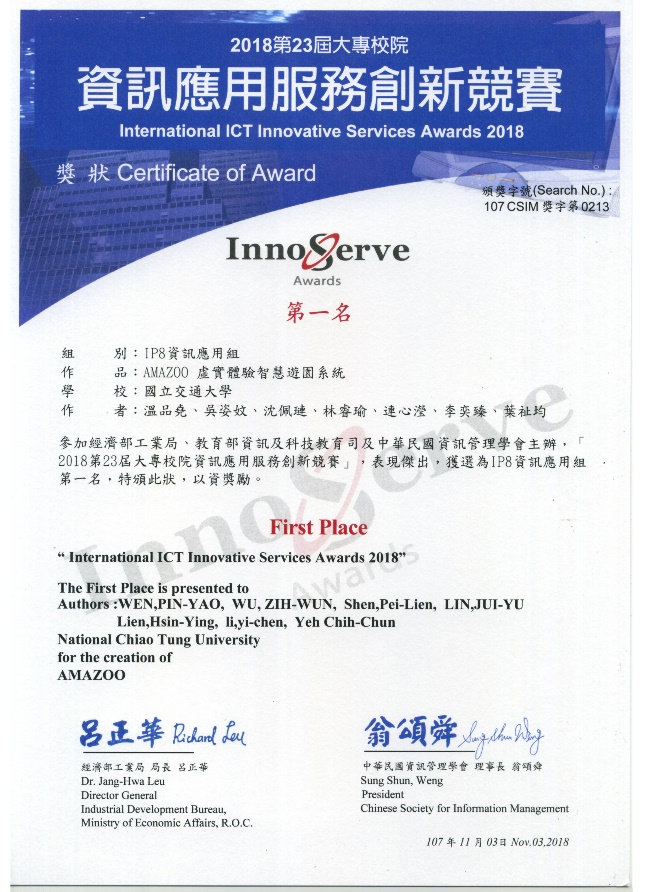 2018第23屆大專校院
資訊應用服務創新競賽
International ICT Innovative Services Awards 2018
獎 狀 Certificate of Award
頒獎字號(Search No.) :
107 CSIM 獎字第0213
InnoServe
Awards
第一名
組 別：IP8資訊應用組
作 品：AMAZOO 虛實體驗智慧遊園系統
學 校：國立交通大學
作 者：溫品堯、吳姿妏、沈佩璉、林睿瑜、連心瀅、李奕臻、葉祉均
參加經濟部工業局、教育部資訊及科技教育司及中華民國資訊管理學會主辦，「
2018第23屆大專校院資訊應用服務創新競賽」，表現傑出，獲選為IP8資訊應用組
第一名，特頒此狀，以資獎勵。
InnoServe
Awards
First Place
“ International ICT Innovative Services Awards 2018”
The First Place is presented to
Authors :WEN,PIN-YAO, WU, ZIH-WUN, Shen,Pei-Lien, LIN,JUI-YU
Lien,Hsin-Ying, li,yi-chen, Yeh Chih-Chun
National Chiao Tung University
for the creation of
AMAZOO
呂正華 Richard Leu
翁頌舜 Sung Shun Weng
經濟部工業局 局長 呂正華
Dr. Jang-Hwa Leu
Director General
Industrial Development Bureau,
Ministry of Economic Affairs, R.O.C.
中華民國資訊管理學會 理事長 翁頌舜
Sung Shun, Weng
President
Chinese Society for Information Management
107 年 11 月 03日 Nov.03,2018